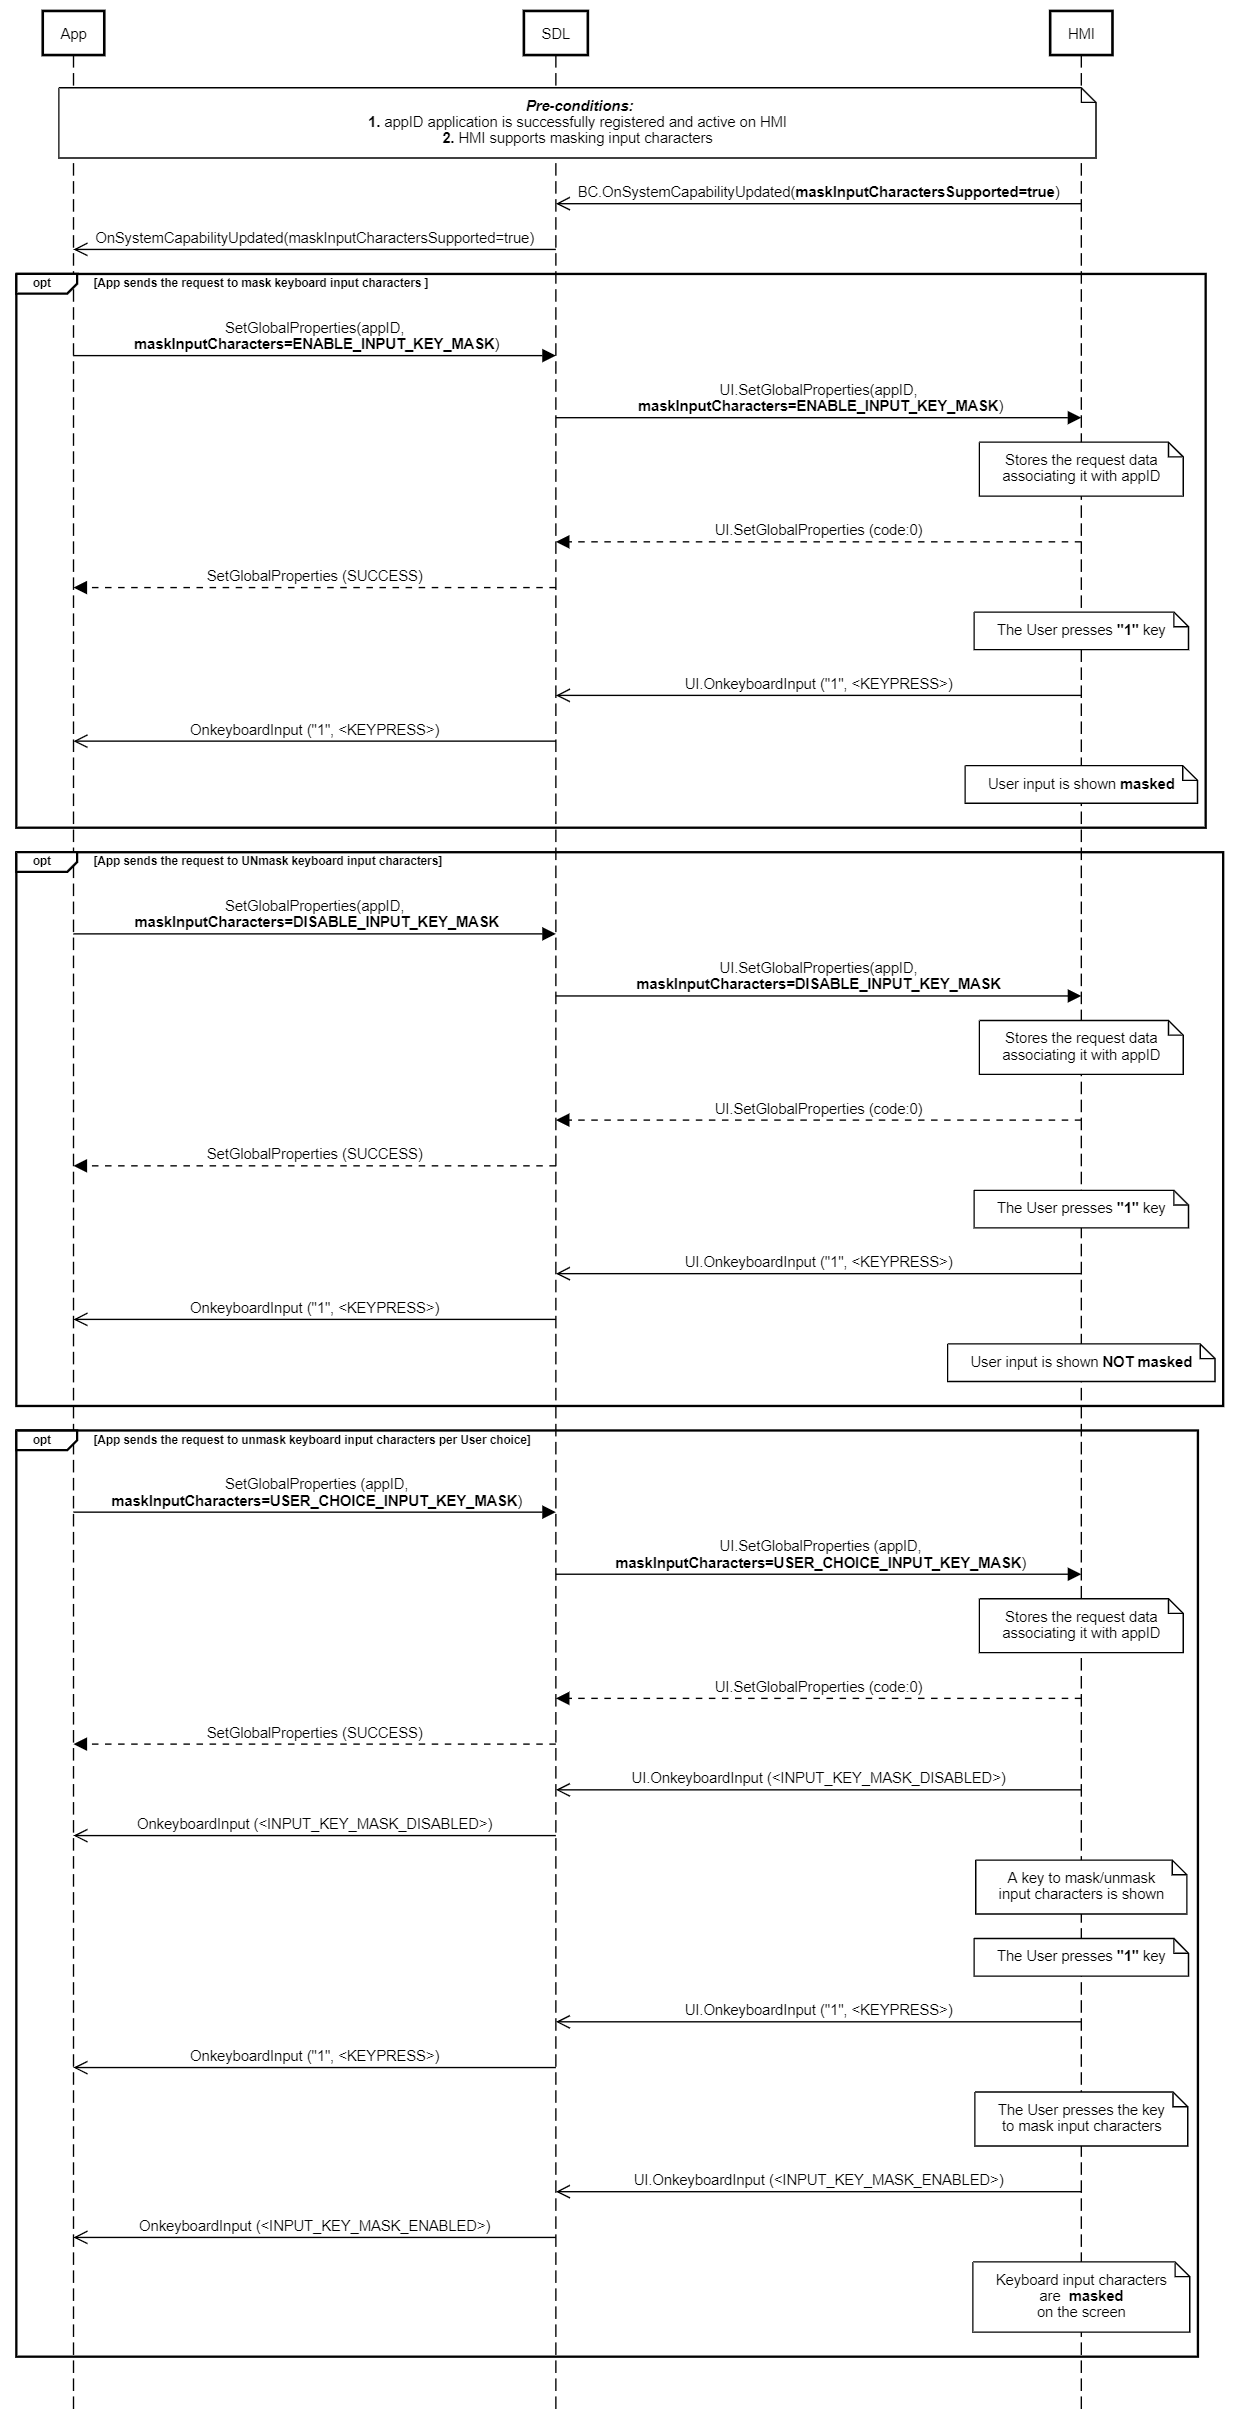 App
SDL
HMI
Pre-conditions:
1. appID application is successfully registered and active on HMI
2. HMI supports masking input characters
BC.OnSystemCapabilityUpdated(maskInputCharactersSupported=true)
OnSystemCapabilityUpdated(maskInputCharactersSupported=true)
opt
[App sends the request to mask keyboard input characters ]
SetGlobalProperties(appID,
maskInputCharacters=ENABLE_INPUT_KEY_MASK)
UI.SetGlobalProperties(appID,
maskInputCharacters=ENABLE_INPUT_KEY_MASK)
Stores the request data
associating it with appID
UI.SetGlobalProperties (code:0)
SetGlobalProperties (SUCCESS)
The User presses "1" key
UI.OnkeyboardInput ("1", <KEYPRESS>)
OnkeyboardInput ("1", <KEYPRESS>)
User input is shown masked
opt
[App sends the request to UNmask keyboard input characters]
SetGlobalProperties(appID,
maskInputCharacters=DISABLE_INPUT_KEY_MASK
UI.SetGlobalProperties(appID,
maskInputCharacters=DISABLE_INPUT_KEY_MASK
Stores the request data
associating it with appID
UI.SetGlobalProperties (code:0)
SetGlobalProperties (SUCCESS)
The User presses "1" key
UI.OnkeyboardInput ("1", <KEYPRESS>)
OnkeyboardInput ("1", <KEYPRESS>)
User input is shown NOT masked
opt
[App sends the request to unmask keyboard input characters per User choice]
SetGlobalProperties (appID,
maskInputCharacters=USER_CHOICE_INPUT_KEY_MASK)
UI.SetGlobalProperties (appID,
maskInputCharacters=USER_CHOICE_INPUT_KEY_MASK)
Stores the request data
associating it with appID
UI.SetGlobalProperties (code:0)
SetGlobalProperties (SUCCESS)
UI.OnkeyboardInput (<INPUT_KEY_MASK_DISABLED>)
OnkeyboardInput (<INPUT_KEY_MASK_DISABLED>)
A key to mask/unmask
input characters is shown
The User presses "1" key
UI.OnkeyboardInput ("1", <KEYPRESS>)
OnkeyboardInput ("1", <KEYPRESS>)
The User presses the key
to mask input characters
UI.OnkeyboardInput (<INPUT_KEY_MASK_ENABLED>)
OnkeyboardInput (<INPUT_KEY_MASK_ENABLED>)
Keyboard input characters
are masked
on the screen